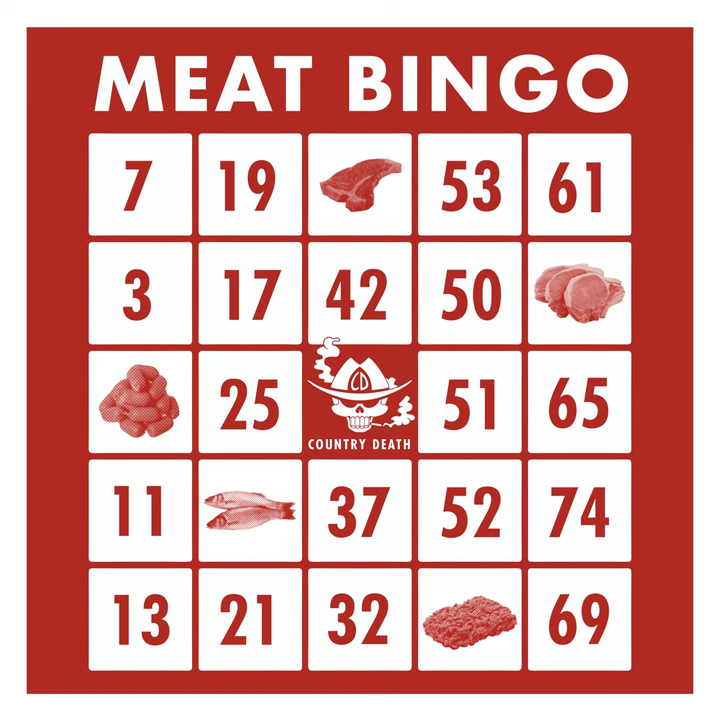 MEAT BINGO
7 19 53 61
3 17 42 50
CD
25 51 65
COUNTRY DEATH
11 37 52 74
13 21 32 69